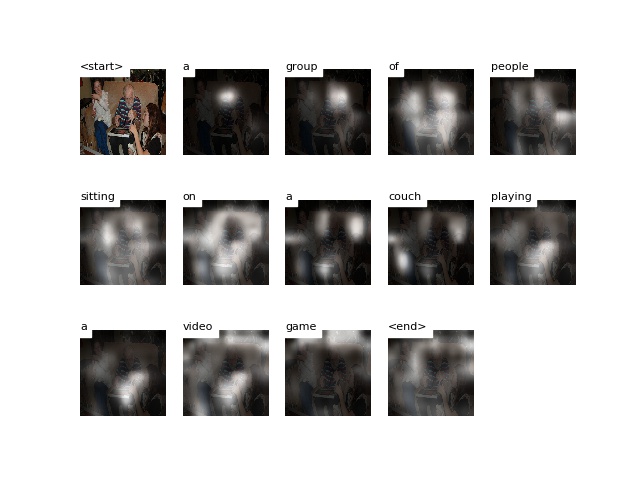 <start> a group of people
sitting on a couch playing
a video game <end>